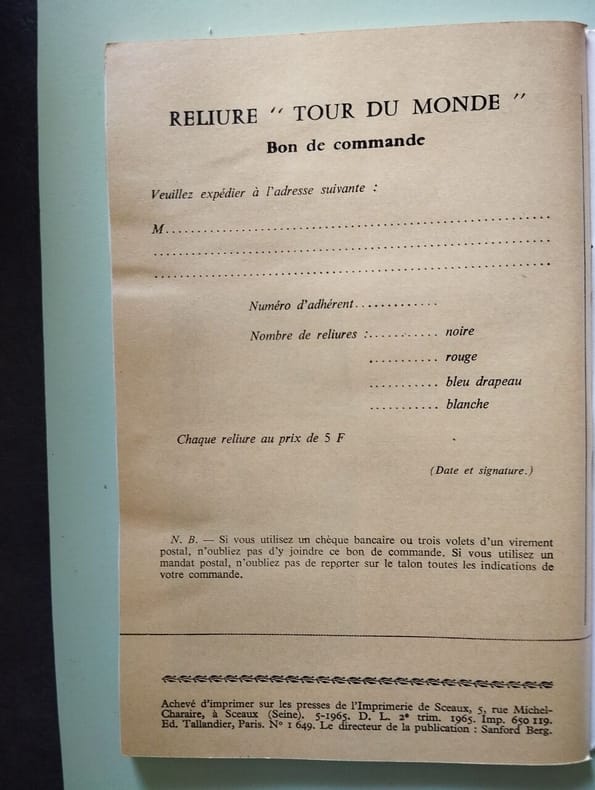 RELIURE “ TOUR DU MONDE ”
Bon de commande
Veuillez expédier à l'adresse suivante :
M...........................................................
............................................................
............................................................
Numéro d'adhérent.............
Nombre de reliures :........... noire
........... rouge
........... bleu drapeau
........... blanche
Chaque reliure au prix de 5 F
(Date et signature.)
N. B. — Si vous utilisez un chèque bancaire ou trois volets d'un virement
postal, n'oubliez pas d'y joindre ce bon de commande. Si vous utilisez un
mandat postal, n'oubliez pas de reporter sur le talon toutes les indications de
votre commande.
Achevé d'imprimer sur les presses de l'Imprimerie de Sceaux, 5, rue Michel-
Charaire, à Sceaux (Seine). 5-1965. D. L. 2e trim. 1965. Imp. 650 119.
Ed. Tallandier, Paris. No 1 649. Le directeur de la publication : Sanford Berg.